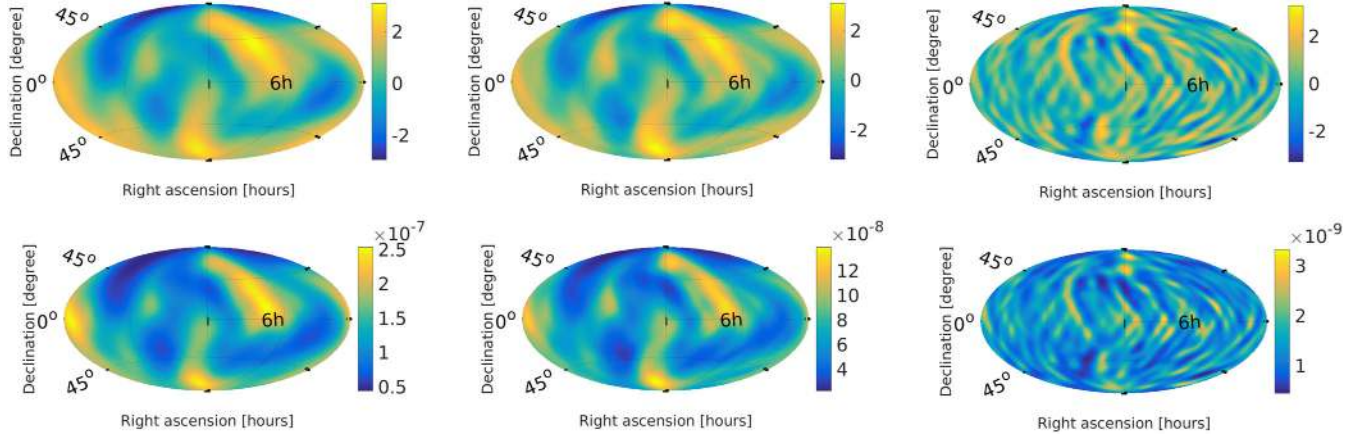 45°
0°
45°
6h
2
0
-2
Declination [degree]
Right ascension [hours]
45°
0°
45°
6h
2
0
-2
Declination [degree]
Right ascension [hours]
45°
0°
45°
6h
2
0
-2
Declination [degree]
Right ascension [hours]
×10⁻⁷
45°
0°
45°
6h
2.5
2
1.5
1
0.5
Declination [degree]
Right ascension [hours]
×10⁻⁸
45°
0°
45°
6h
12
10
8
6
4
Declination [degree]
Right ascension [hours]
×10⁻⁹
45°
0°
45°
6h
3
2
1
Declination [degree]
Right ascension [hours]